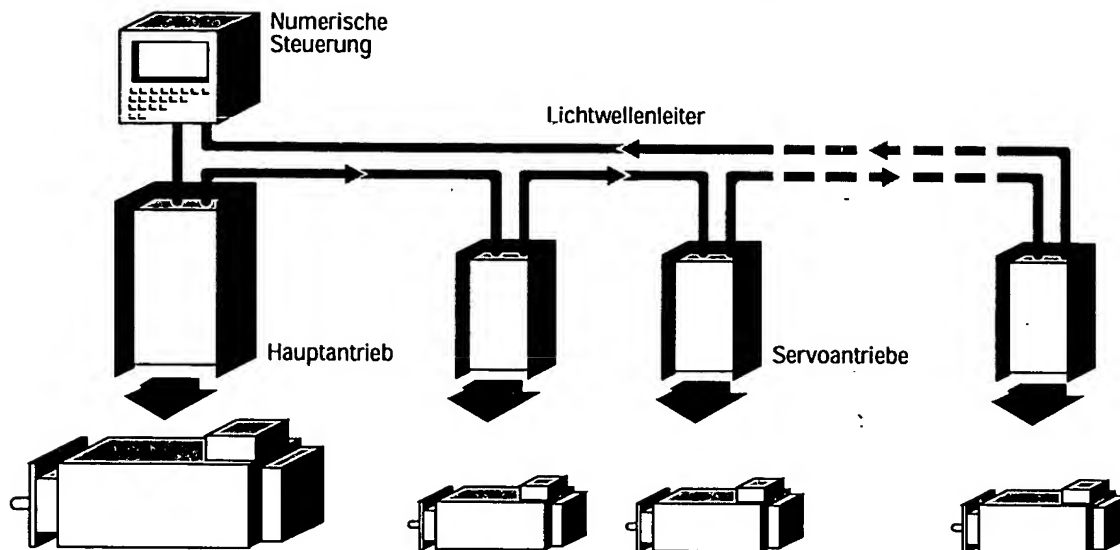 Numerische
Steuerung
Lichtwellenleiter
Hauptantrieb
Servoantriebe